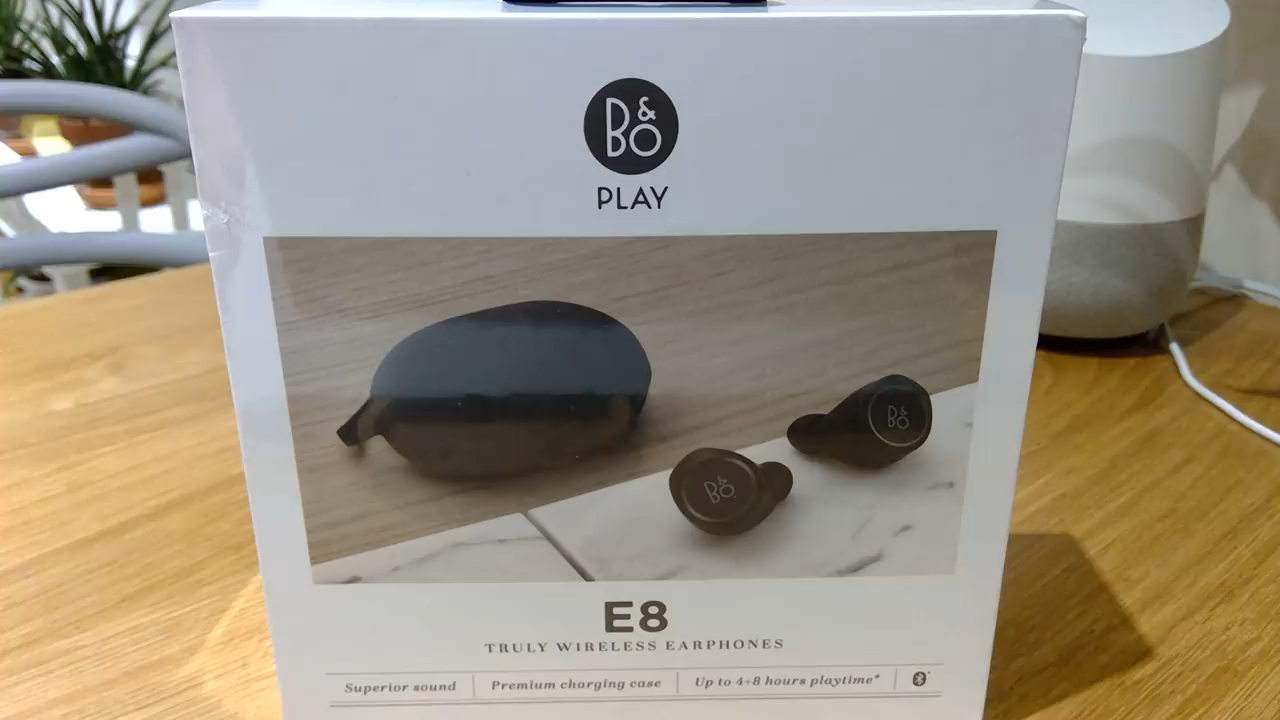 B&O
PLAY
B&O
B&O
E8
TRULY WIRELESS EARPHONES
Superior sound
Premium charging case
Up to 4+8 hours playtime*